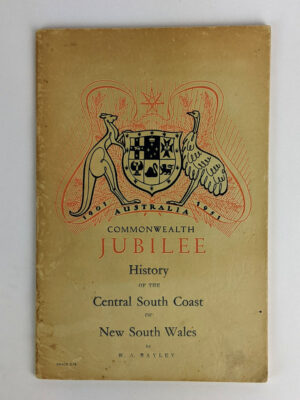 1901 AUSTRALIA 1951
COMMONWEALTH
JUBILEE
History
OF THE
Central South Coast
OF
New South Wales
by
W. A. BAYLEY